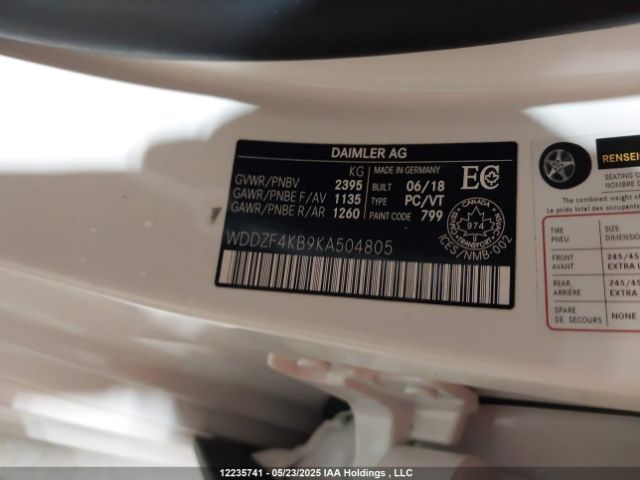 DAIMLER AG
KG
GVWR/PNBV 2395
GAWR/PNBE F/AV 1135
GAWR/PNBE R/AR 1260
MADE IN GERMANY
BUILT 06/18
TYPE PC/VT
PAINT CODE 799
EC
CANADA
974
TRANSPORT
ICES/NMB-002
WDDZF4KB9KA504805
RENSEI
SEATING C
NOMBRE D
The combined weight
Le poids total des occ
TIRE
PNEU
SIZE
DIMENSION
FRONT
AVANT
245/45
EXTRA
REAR
ARRIÈRE
245/45
EXTRA
SPARE
DE SECOURS
NONE
12235741 - 05/23/2025 IAA Holdings , LLC